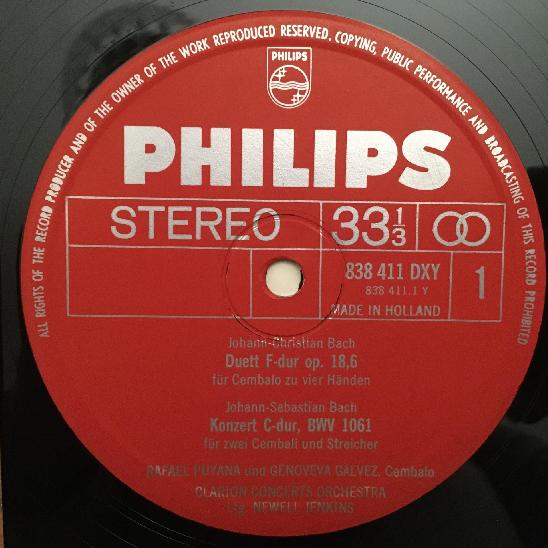 ALL RIGHTS OF THE RECORD PRODUCER AND OF THE OWNER OF THE WORK REPRODUCED RESERVED. COPYING, PUBLIC PERFORMANCE AND BROADCASTING OF THIS RECORD PROHIBITED
PHILIPS
PHILIPS
STEREO 33 1/3
838 411 DXY 1
838 411.1 Y
MADE IN HOLLAND
Johann-Christian Bach
Duett F-dur op. 18,6
für Cembalo zu vier Händen
Johann-Sebastian Bach
Konzert C-dur, BWV 1061
für zwei Cembali und Streicher
RAFAEL PUYANA und GENOVEVA GALVEZ, Cembalo
CLARION CONCERTS ORCHESTRA
Ltg. NEWELL JENKINS